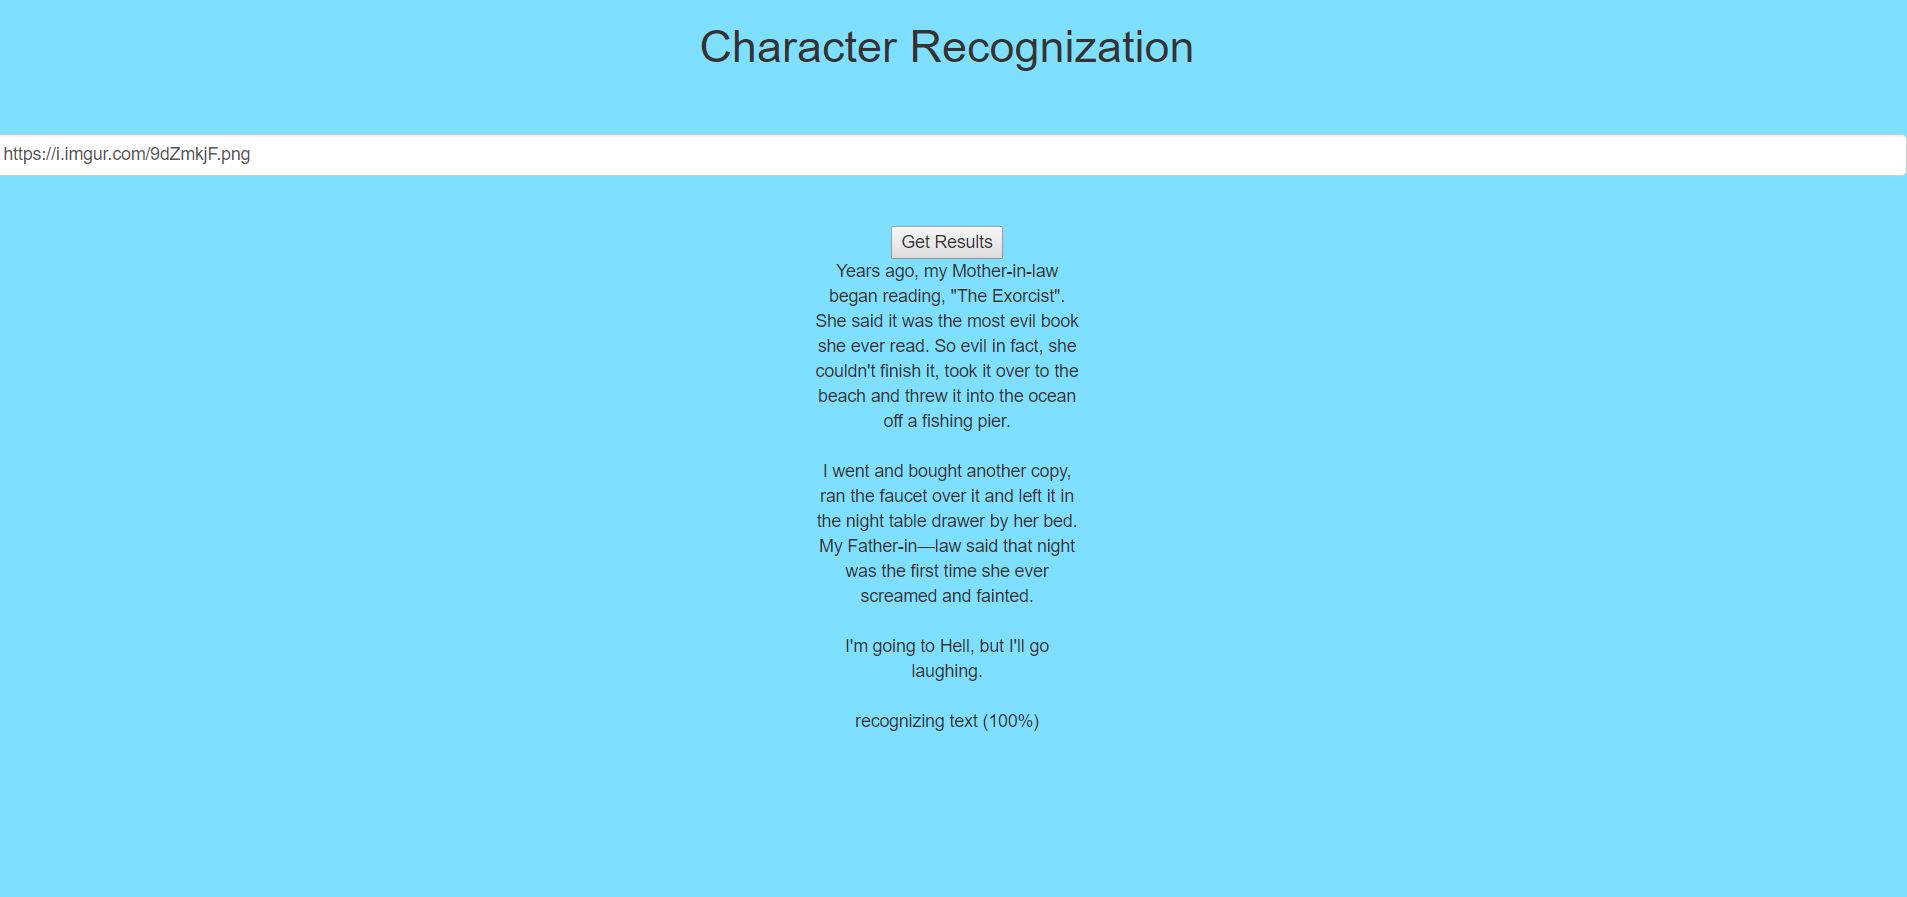 Character Recognization
https://i.imgur.com/9dZmkjF.png
Get Results
Years ago, my Mother-in-law
began reading, "The Exorcist".
She said it was the most evil book
she ever read. So evil in fact, she
couldn't finish it, took it over to the
beach and threw it into the ocean
off a fishing pier.
I went and bought another copy,
ran the faucet over it and left it in
the night table drawer by her bed.
My Father-in—law said that night
was the first time she ever
screamed and fainted.
I'm going to Hell, but I'll go
laughing.
recognizing text (100%)